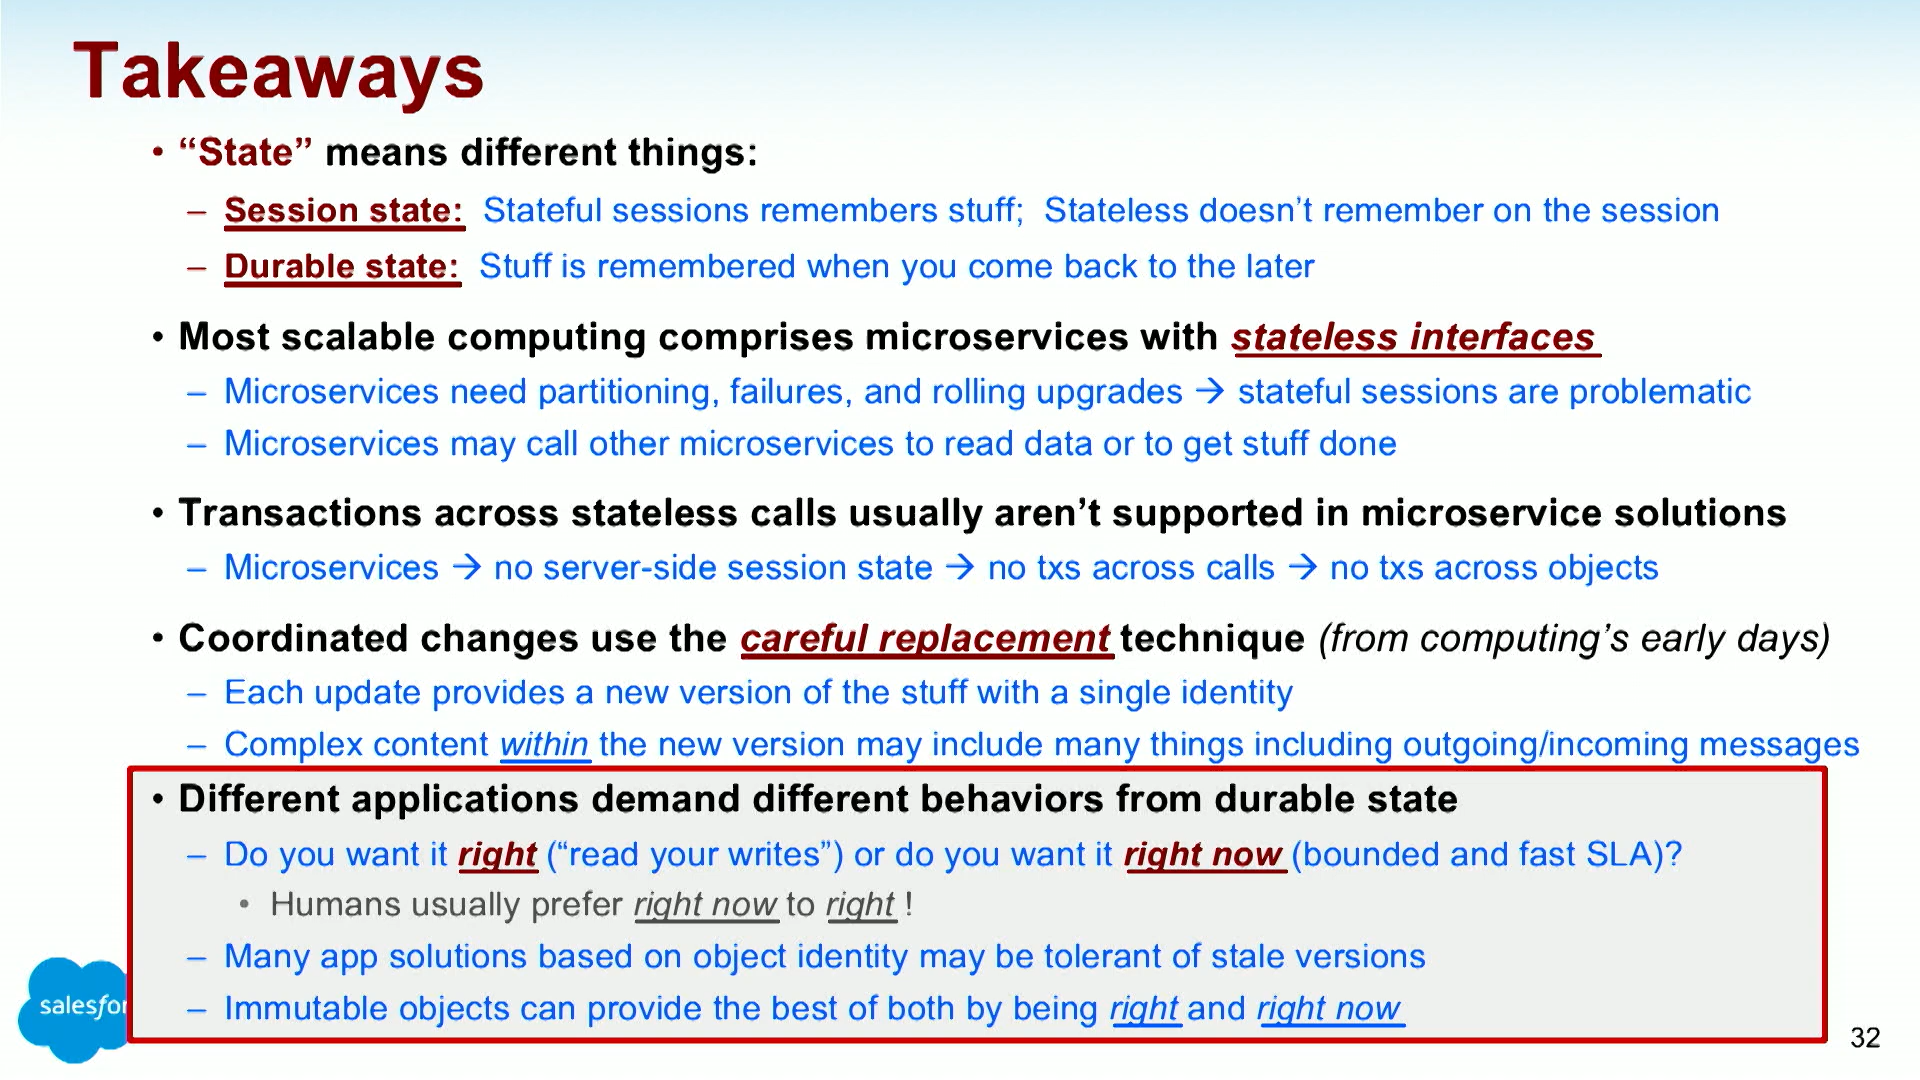 Takeaways
• “State” means different things:
– Session state: Stateful sessions remembers stuff; Stateless doesn’t remember on the session
– Durable state: Stuff is remembered when you come back to the later
• Most scalable computing comprises microservices with stateless interfaces
– Microservices need partitioning, failures, and rolling upgrades → stateful sessions are problematic
– Microservices may call other microservices to read data or to get stuff done
• Transactions across stateless calls usually aren’t supported in microservice solutions
– Microservices → no server-side session state → no txs across calls → no txs across objects
• Coordinated changes use the careful replacement technique (from computing’s early days)
– Each update provides a new version of the stuff with a single identity
– Complex content within the new version may include many things including outgoing/incoming messages
• Different applications demand different behaviors from durable state
– Do you want it right (“read your writes”) or do you want it right now (bounded and fast SLA)?
• Humans usually prefer right now to right !
– Many app solutions based on object identity may be tolerant of stale versions
– Immutable objects can provide the best of both by being right and right now
salesfor
32